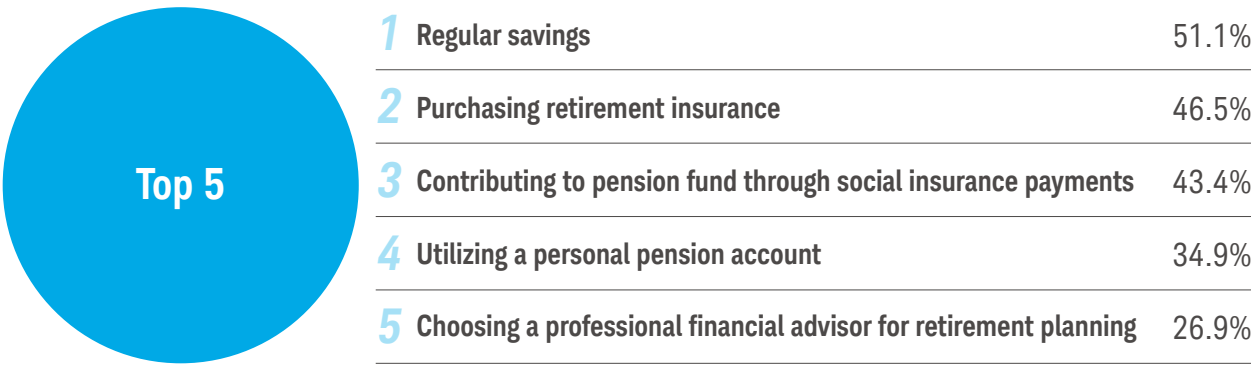 Top 5
1 Regular savings 51.1%
2 Purchasing retirement insurance 46.5%
3 Contributing to pension fund through social insurance payments 43.4%
4 Utilizing a personal pension account 34.9%
5 Choosing a professional financial advisor for retirement planning 26.9%